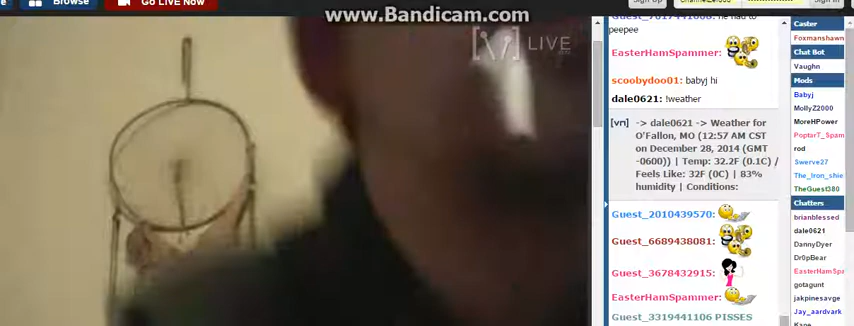 Browse
Go LIVE Now
www.Bandicam.com
Sign Up
Sign In
[V] LIVE
peepee
EasterHamSpammer:
scoobydoo01: babyj hi
dale0621: !weather
[vn] -> dale0621 -> Weather for
O'Fallon, MO (12:57 AM CST
on December 28, 2014 (GMT
-0600)) | Temp: 32.2F (0.1C) /
Feels Like: 32F (0C) | 83%
humidity | Conditions:
Guest_2010439570:
Guest_6689438081:
Guest_3678432915:
EasterHamSpammer:
Guest_3319441106 PISSES
Caster
Foxmanshawn
Chat Bot
Vaughn
Mods
Babyj
MollyZ2000
MoreHPower
PoptarT_Spam
rod
Swerve27
The_Iron_shie
TheGuest380
Chatters
brianblessed
dale0621
DannyDyer
Dr0pBear
EasterHamSpa
gotagunt
jakpinesavge
Jay_aardvark